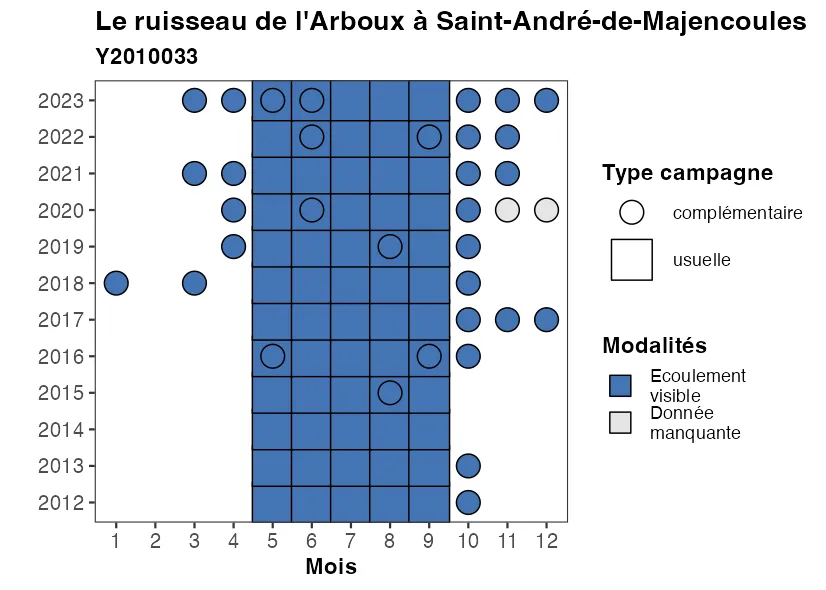 Le ruisseau de l'Arboux à Saint-André-de-Majencoules
Y2010033
2023
2022
2021
2020
2019
2018
2017
2016
2015
2014
2013
2012
1 2 3 4 5 6 7 8 9 10 11 12
Mois
Type campagne
complémentaire
usuelle
Modalités
Ecoulement
visible
Donnée
manquante